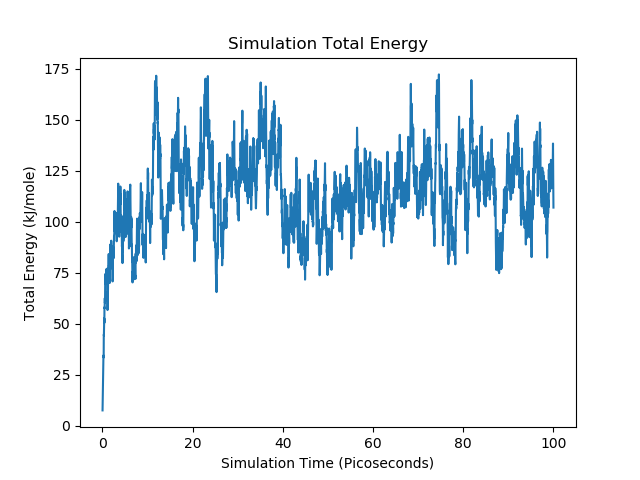 Simulation Total Energy
Total Energy (kJ/mole)
175
150
125
100
75
50
25
0
0 20 40 60 80 100
Simulation Time (Picoseconds)